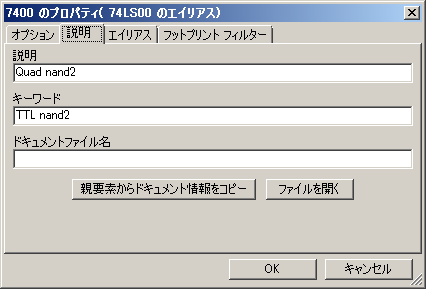 7400 のプロパティ( 74LS00 のエイリアス)
オプション 説明 エイリアス フットプリント フィルター
説明
Quad nand2
キーワード
TTL nand2
ドキュメントファイル名
親要素からドキュメント情報をコピー ファイルを開く
OK キャンセル